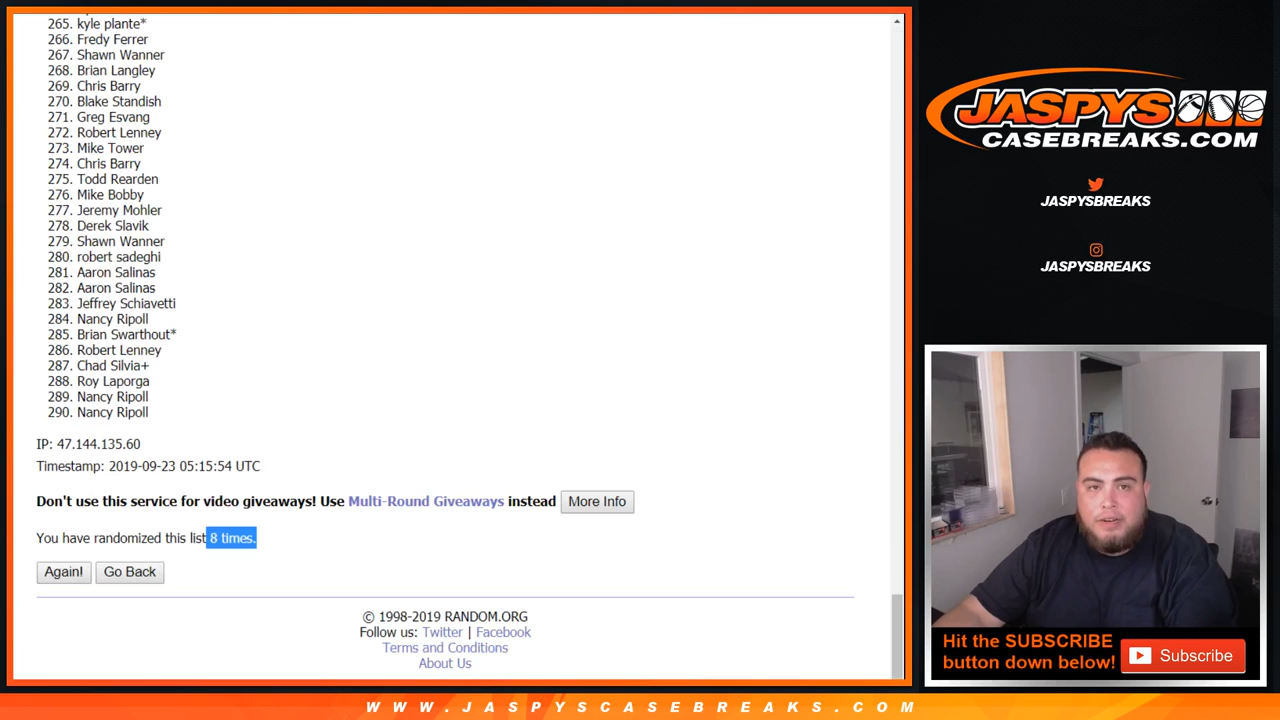 265. kyle plante*
266. Fredy Ferrer
267. Shawn Wanner
268. Brian Langley
269. Chris Barry
270. Blake Standish
271. Greg Esvang
272. Robert Lenney
273. Mike Tower
274. Chris Barry
275. Todd Rearden
276. Mike Bobby
277. Jeremy Mohler
278. Derek Slavik
279. Shawn Wanner
280. robert sadeghi
281. Aaron Salinas
282. Aaron Salinas
283. Jeffrey Schiavetti
284. Nancy Ripoll
285. Brian Swarthout*
286. Robert Lenney
287. Chad Silvia+
288. Roy Laporga
289. Nancy Ripoll
290. Nancy Ripoll
IP: 47.144.135.60
Timestamp: 2019-09-23 05:15:54 UTC
Don't use this service for video giveaways! Use Multi-Round Giveaways instead More Info
You have randomized this list 8 times.
Again! Go Back
© 1998-2019 RANDOM.ORG
Follow us: Twitter | Facebook
Terms and Conditions
About Us
JASPYS
CASEBREAKS.COM
JASPYSBREAKS
JASPYSBREAKS
Hit the SUBSCRIBE
button down below!
Subscribe
WWW.JASPYSCASEBREAKS.COM